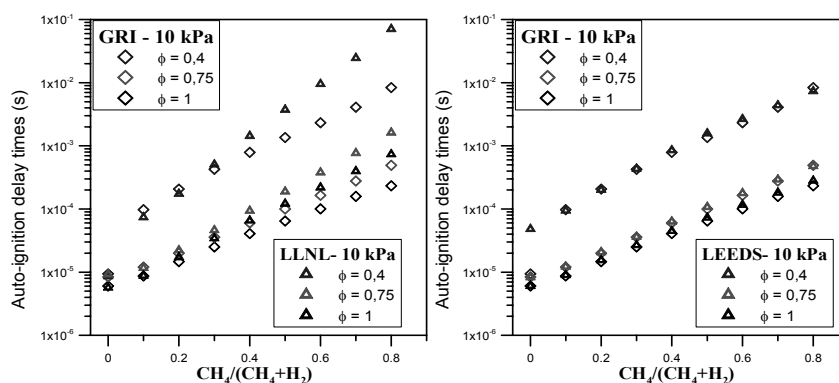 1x10⁻¹
1x10⁻²
1x10⁻³
1x10⁻⁴
1x10⁻⁵
1x10⁻⁶
Auto-ignition delay times (s)
GRI - 10 kPa
ϕ = 0,4
ϕ = 0,75
ϕ = 1
LLNL- 10 kPa
ϕ = 0,4
ϕ = 0,75
ϕ = 1
0 0.2 0.4 0.6 0.8
CH₄/(CH₄+H₂)
1x10⁻¹
1x10⁻²
1x10⁻³
1x10⁻⁴
1x10⁻⁵
1x10⁻⁶
Auto-ignition delay times (s)
GRI - 10 kPa
ϕ = 0,4
ϕ = 0,75
ϕ = 1
LEEDS- 10 kPa
ϕ = 0,4
ϕ = 0,75
ϕ = 1
0 0.2 0.4 0.6 0.8
CH₄/(CH₄+H₂)